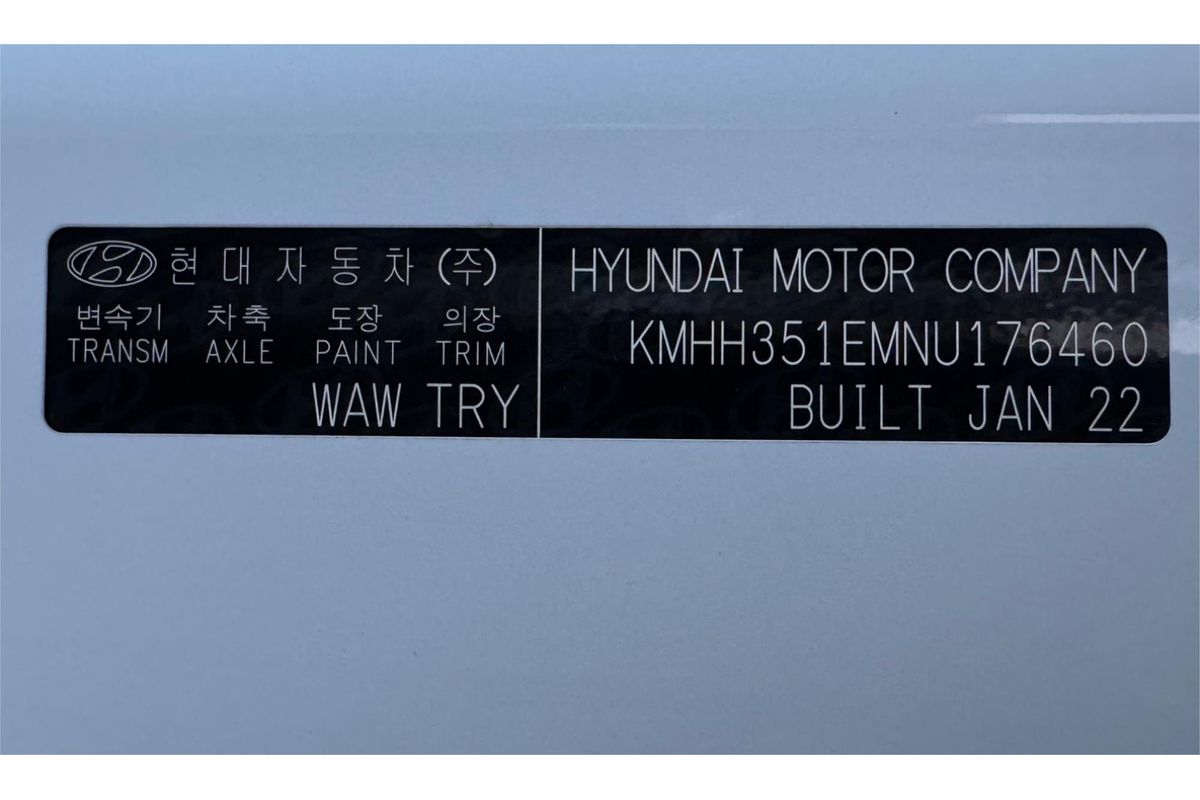 현대자동차(주)
변속기 차축 도장 의장
TRANSM AXLE PAINT TRIM
WAW TRY
HYUNDAI MOTOR COMPANY
KMHH351EMNU176460
BUILT JAN 22